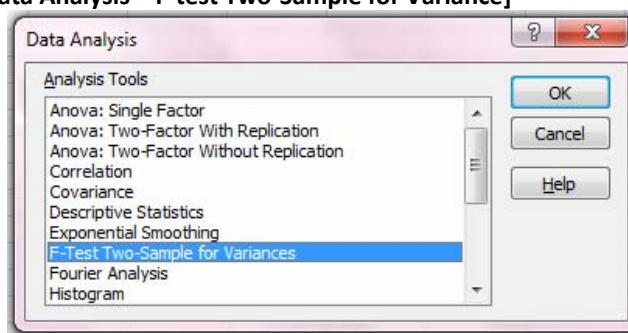 ata Analysis - F-test Two-Sample for Variance]
Data Analysis
Analysis Tools
Anova: Single Factor
Anova: Two-Factor With Replication
Anova: Two-Factor Without Replication
Correlation
Covariance
Descriptive Statistics
Exponential Smoothing
F-Test Two-Sample for Variances
Fourier Analysis
Histogram
OK
Cancel
Help